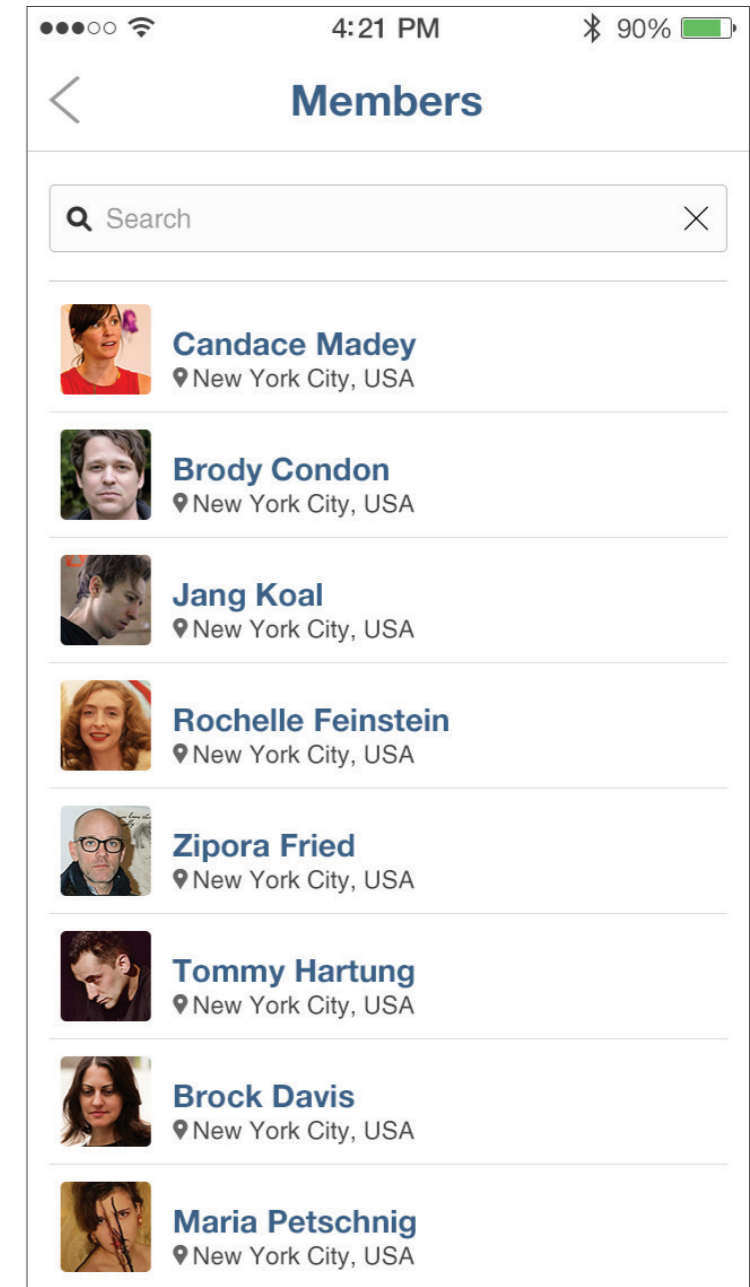 4:21 PM 90%
Members
Search
Candace Madey
New York City, USA
Brody Condon
New York City, USA
Jang Koal
New York City, USA
Rochelle Feinstein
New York City, USA
Zipora Fried
New York City, USA
Tommy Hartung
New York City, USA
Brock Davis
New York City, USA
Maria Petschnig
New York City, USA